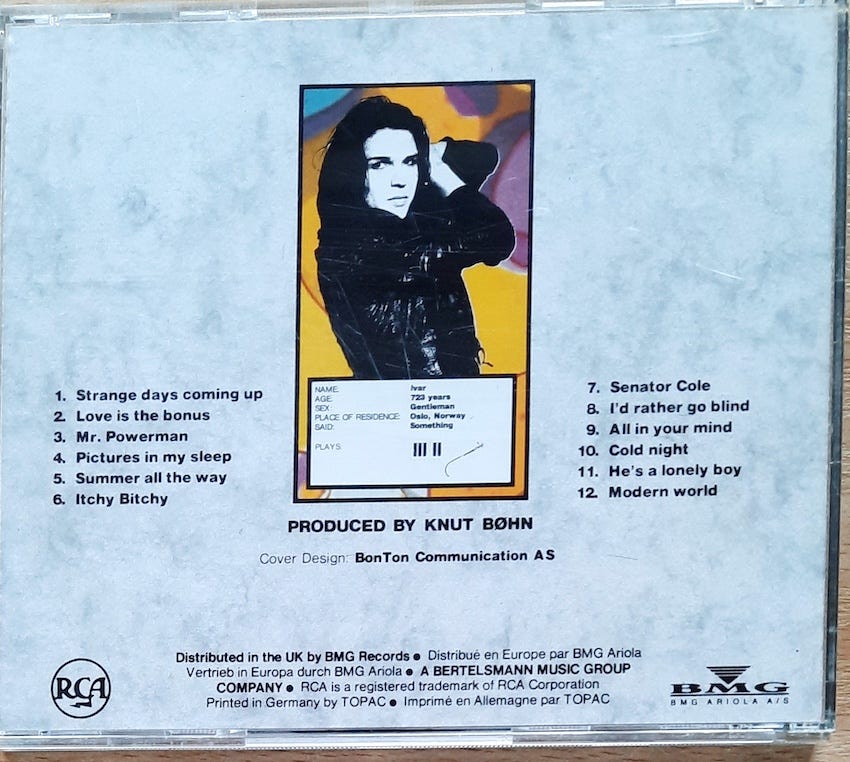 NAME: Ivar
AGE: 723 years
SEX: Gentleman
PLACE OF RESIDENCE: Oslo, Norway
SAID: Something
PLAYS:
1. Strange days coming up
2. Love is the bonus
3. Mr. Powerman
4. Pictures in my sleep
5. Summer all the way
6. Itchy Bitchy
7. Senator Cole
8. I'd rather go blind
9. All in your mind
10. Cold night
11. He's a lonely boy
12. Modern world
PRODUCED BY KNUT BØHN
Cover Design: BonTon Communication AS
Distributed in the UK by BMG Records ● Distribué en Europe par BMG Ariola
Vertrieb in Europa durch BMG Ariola ● A BERTELSMANN MUSIC GROUP
COMPANY ● RCA is a registered trademark of RCA Corporation
Printed in Germany by TOPAC ● Imprimé en Allemagne par TOPAC
RCA
BMG
BMG ARIOLA A/S